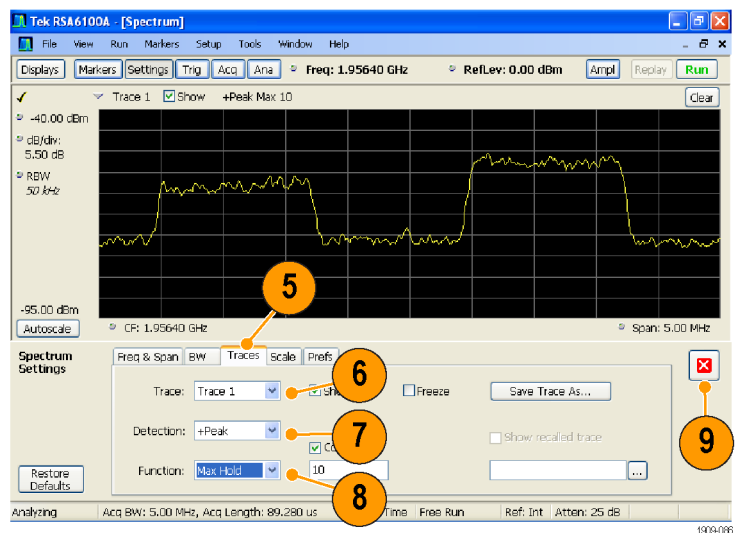 Tek RSA6100A - [Spectrum]
File View Run Markers Setup Tools Window Help
Displays Markers Settings Trig Acq Ana Freq: 1.95640 GHz RefLev: 0.00 dBm Ampl Replay Run
Trace 1 Show +Peak Max 10 Clear
-40.00 dBm
dB/div:
5.50 dB
RBW
50 kHz
-95.00 dBm
Autoscale CF: 1.95640 GHz Span: 5.00 MHz
5
Spectrum
Settings
Freq & Span BW Traces Scale Prefs
Trace: Trace 1 6 Freeze Save Trace As...
Detection: +Peak 7 Show recalled trace 9
Function: Max Hold 10 ...
8
Restore
Defaults
Analyzing Acq BW: 5.00 MHz, Acq Length: 89.280 us Time Free Run Ref: Int Atten: 25 dB
1909-086